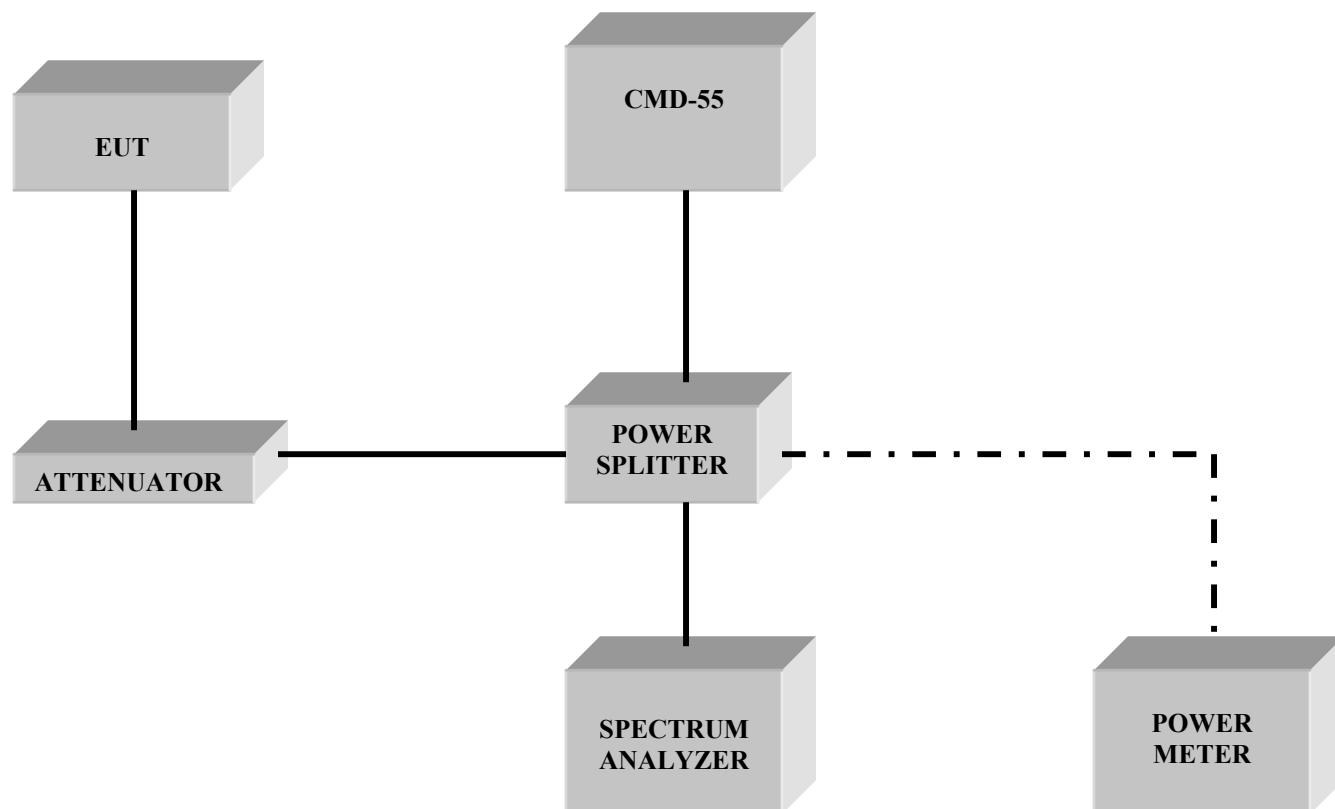 CMD-55
EUT
POWER
SPLITTER
ATTENUATOR
SPECTRUM
ANALYZER
POWER
METER